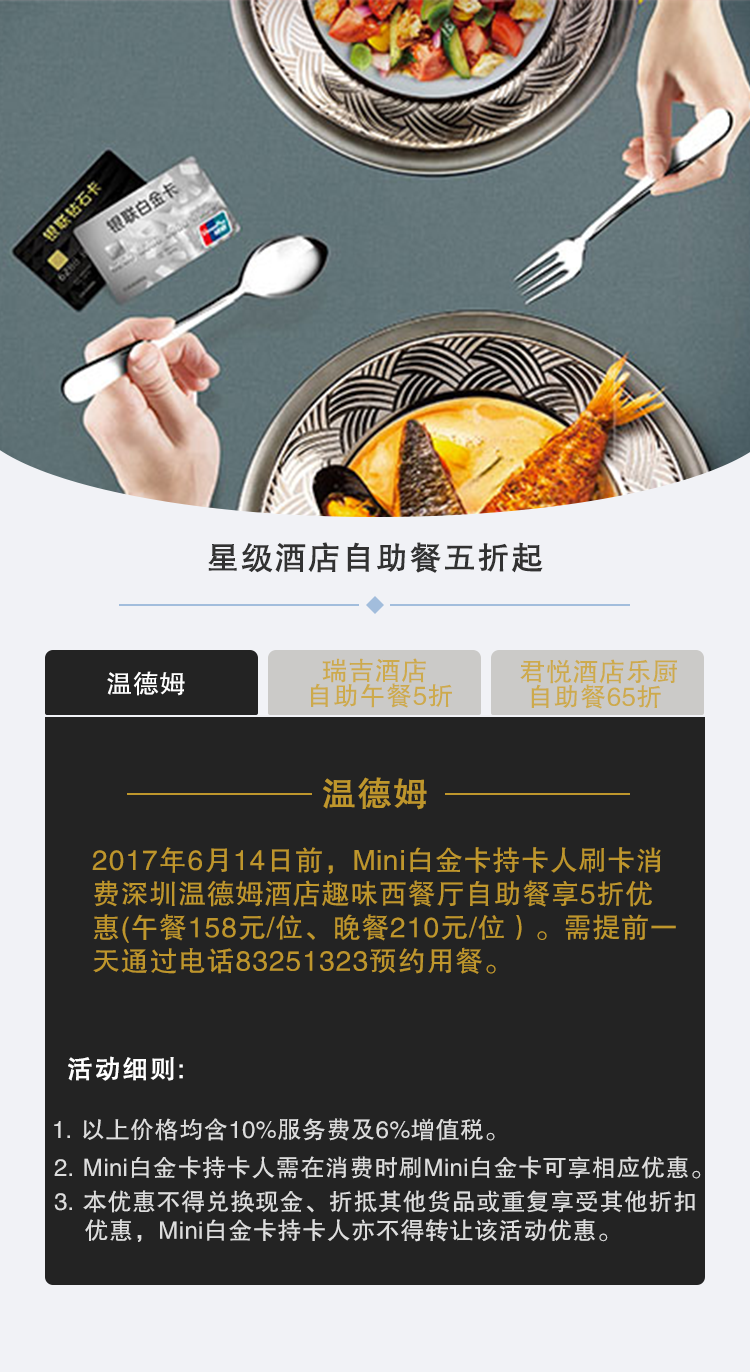 银联钻石卡
银联白金卡
星级酒店自助餐五折起
温德姆
瑞吉酒店
自助午餐5折
君悦酒店乐厨
自助餐65折
温德姆
2017年6月14日前，Mini白金卡持卡人刷卡消
费深圳温德姆酒店趣味西餐厅自助餐享5折优
惠(午餐158元/位、晚餐210元/位）。需提前一
天通过电话83251323预约用餐。
活动细则:
1. 以上价格均含10%服务费及6%增值税。
2. Mini白金卡持卡人需在消费时刷Mini白金卡可享相应优惠。
3. 本优惠不得兑换现金、折抵其他货品或重复享受其他折扣
优惠，Mini白金卡持卡人亦不得转让该活动优惠。